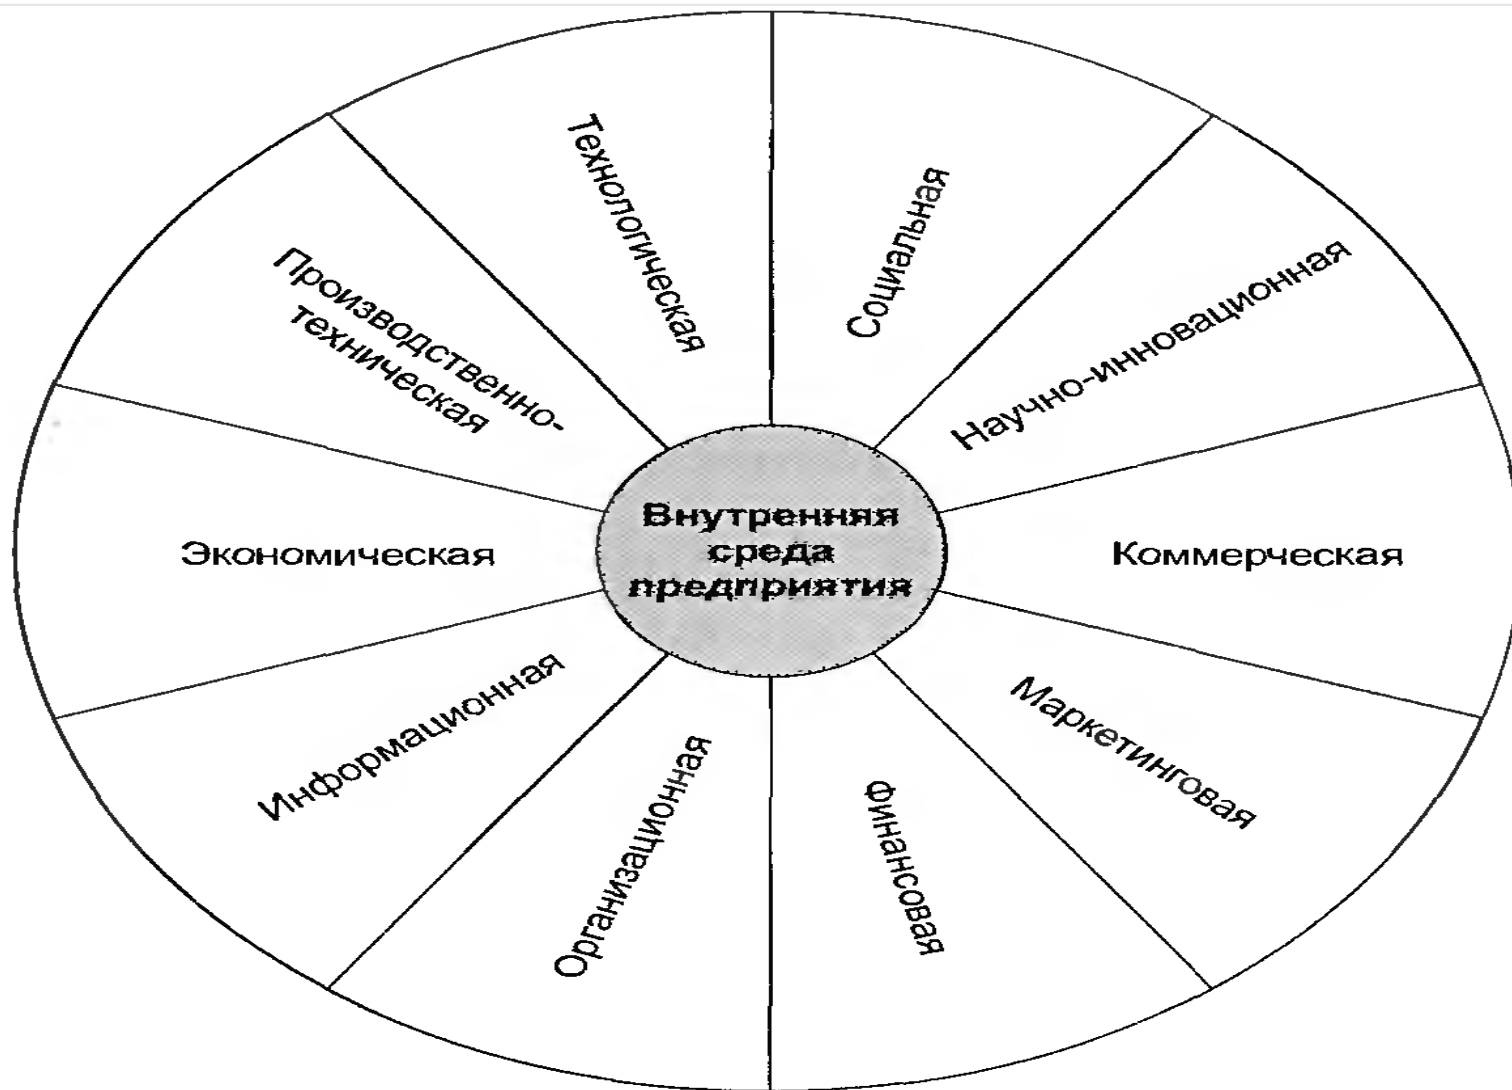 Технологическая
Социальная
Производственно-
техническая
Научно-инновационная
Внутренняя
среда
предприятия
Экономическая
Коммерческая
Информационная
Маркетинговая
Организационная
Финансовая